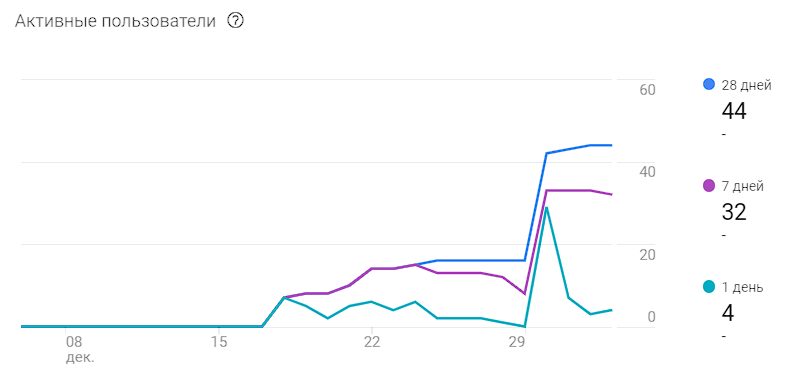 Активные пользователи ?
60
40
20
0
08
дек.
15
22
29
28 дней
44
-
7 дней
32
-
1 день
4
-